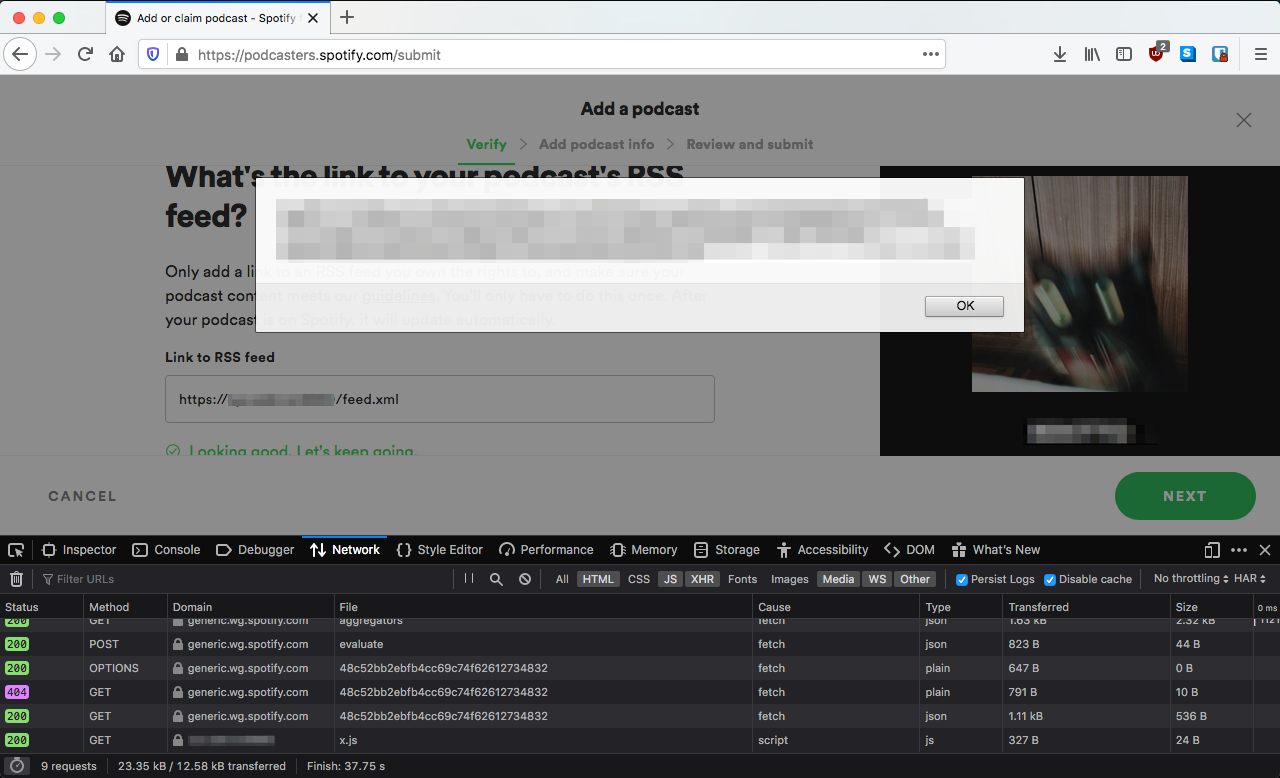 Add or claim podcast - Spotify f
https://podcasters.spotify.com/submit
2
Add a podcast
Verify > Add podcast info > Review and submit
What's the link to your podcast's RSS
feed?
Only add a link to an RSS feed you own the rights to, and make sure your
podcast content meets our guidelines. You'll only have to do this once. After
your podcast is on Spotify, it will update automatically.
OK
Link to RSS feed
https:// /feed.xml
Looking good. Let's keep going.
CANCEL
NEXT
Inspector Console Debugger Network Style Editor Performance Memory Storage Accessibility DOM What's New
Filter URLs All HTML CSS JS XHR Fonts Images Media WS Other Persist Logs Disable cache No throttling HAR
Status Method Domain File Cause Type Transferred Size 0 ms
200 GET generic.wg.spotify.com aggregators fetch json 1.63 kB 2.32 kB
200 POST generic.wg.spotify.com evaluate fetch json 823 B 44 B
200 OPTIONS generic.wg.spotify.com 48c52bb2ebfb4cc69c74f62612734832 fetch plain 647 B 0 B
404 GET generic.wg.spotify.com 48c52bb2ebfb4cc69c74f62612734832 fetch plain 791 B 10 B
200 GET generic.wg.spotify.com 48c52bb2ebfb4cc69c74f62612734832 fetch json 1.11 kB 536 B
200 GET x.js script js 327 B 24 B
9 requests 23.35 kB / 12.58 kB transferred Finish: 37.75 s